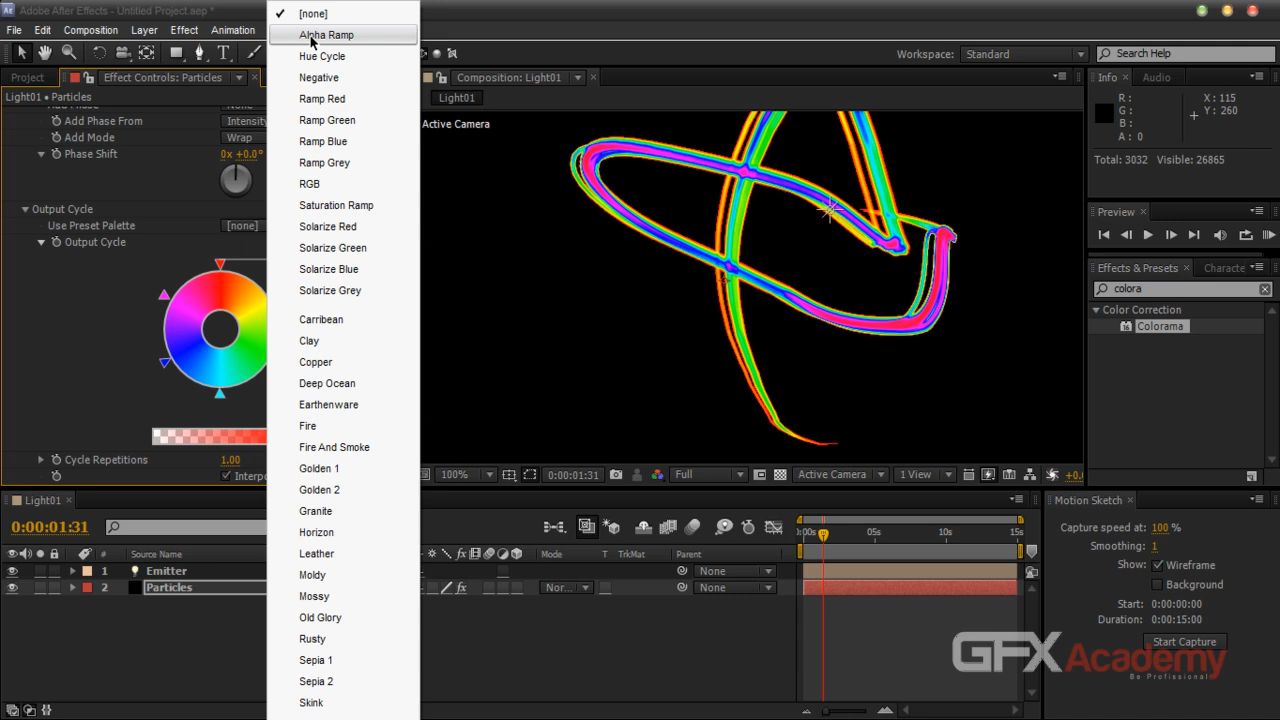 Adobe After Effects - Untitled Project.aep *
File Edit Composition Layer Effect Animation
Workspace: Standard
Search Help
Project
Effect Controls: Particles
Light01 • Particles
Add Phase From Intensity
Add Mode Wrap
Phase Shift 0x +0.0°
Output Cycle
Use Preset Palette [none]
Output Cycle
Cycle Repetitions 1.00
[none]
Alpha Ramp
Hue Cycle
Negative
Ramp Red
Ramp Green
Ramp Blue
Ramp Grey
RGB
Saturation Ramp
Solarize Red
Solarize Green
Solarize Blue
Solarize Grey
Carribean
Clay
Copper
Deep Ocean
Earthenware
Fire
Fire And Smoke
Golden 1
Golden 2
Granite
Horizon
Leather
Moldy
Mossy
Old Glory
Rusty
Sepia 1
Sepia 2
Skink
Composition: Light01
Light01
Active Camera
100% 0:00:01:31 Full Active Camera 1 View +0.0
Info Audio
R :
G :
B :
A : 0
X : 115
Y : 260
Total: 3032 Visible: 26865
Preview
Effects & Presets Characte
colora
Color Correction
Colorama
Light01
0:00:01:31
# Source Name Mode T TrkMat Parent
1 Emitter None
2 Particles Nor... None
:00s 05s 10s 15s
Motion Sketch
Capture speed at: 100 %
Smoothing: 1
Show: Wireframe
Background
Start: 0:00:00:00
Duration: 0:00:15:00
Start Capture
GFXAcademy
Be Professional